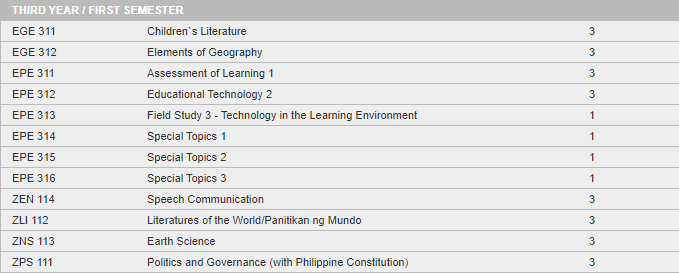 THIRD YEAR / FIRST SEMESTER
EGE 311 Children`s Literature 3
EGE 312 Elements of Geography 3
EPE 311 Assessment of Learning 1 3
EPE 312 Educational Technology 2 3
EPE 313 Field Study 3 - Technology in the Learning Environment 1
EPE 314 Special Topics 1 1
EPE 315 Special Topics 2 1
EPE 316 Special Topics 3 1
ZEN 114 Speech Communication 3
ZLI 112 Literatures of the World/Panitikan ng Mundo 3
ZNS 113 Earth Science 3
ZPS 111 Politics and Governance (with Philippine Constitution) 3